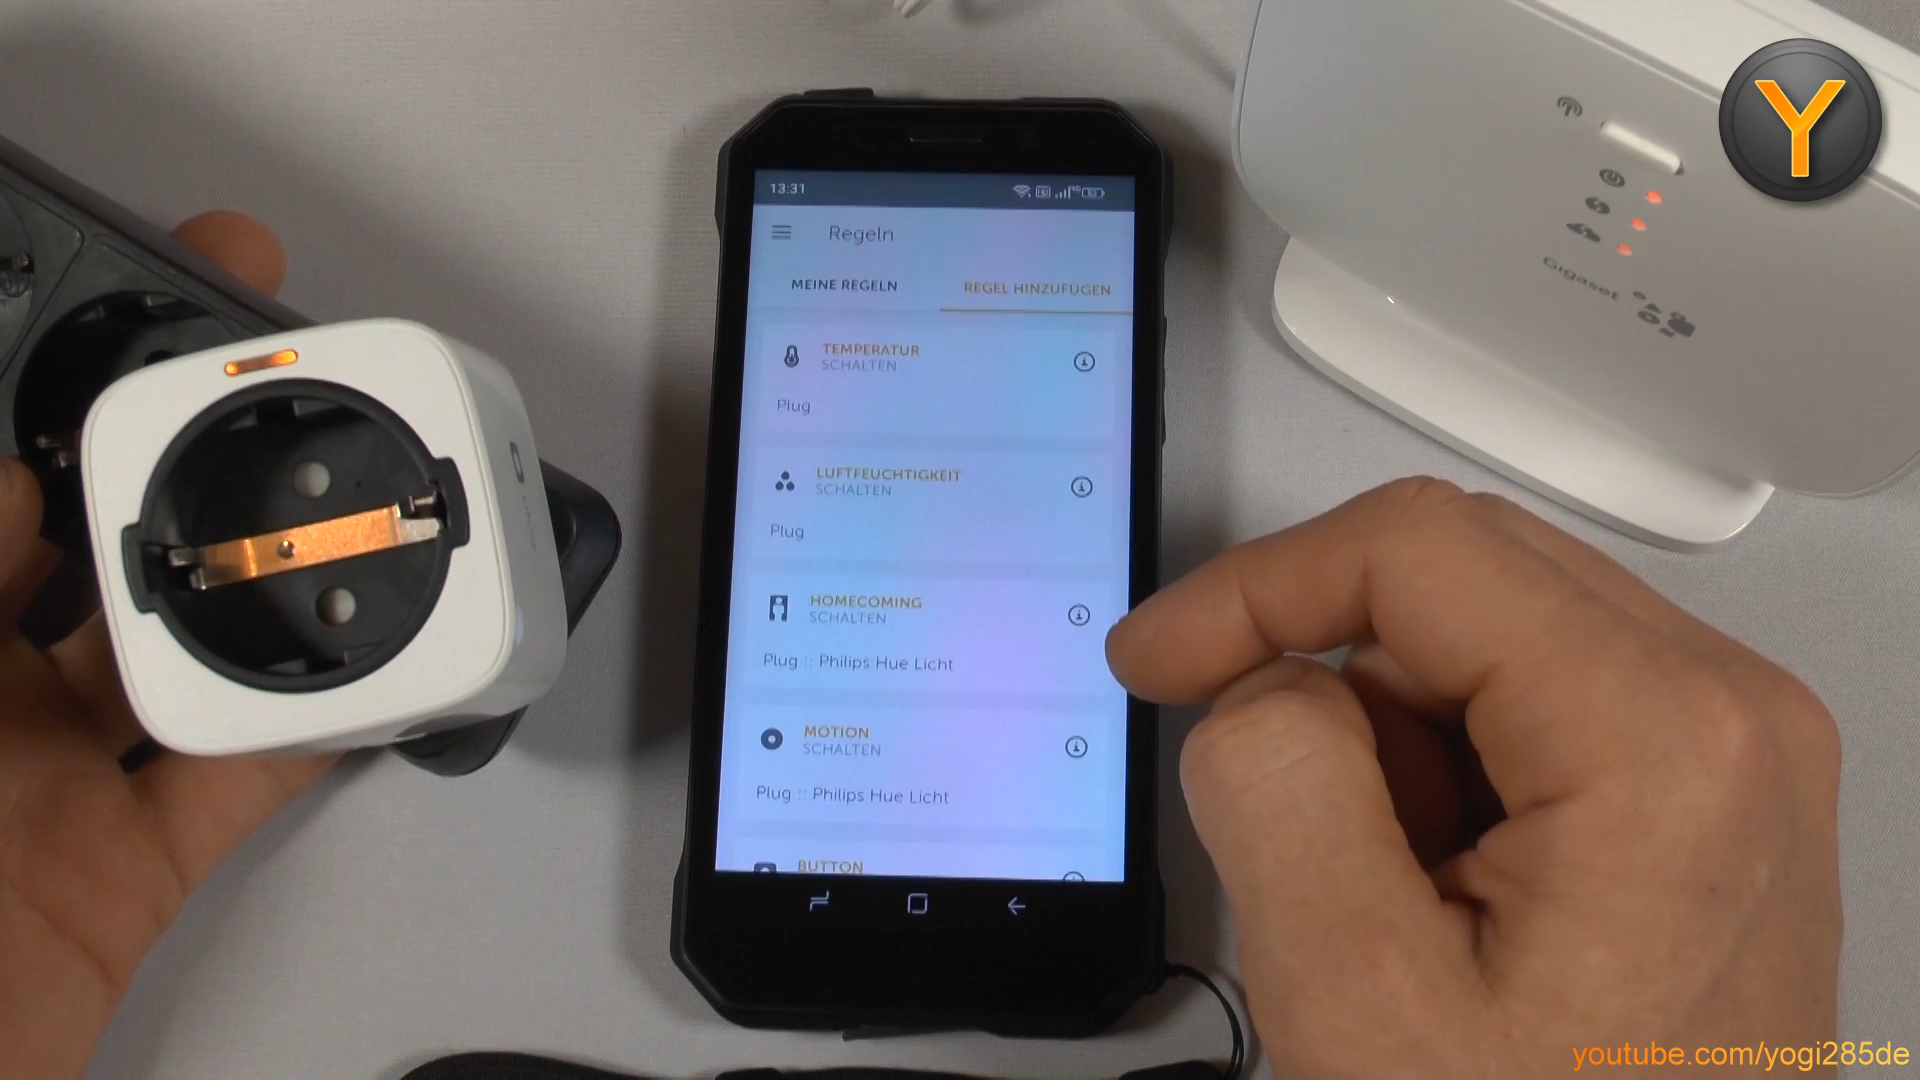 13:31
Regeln
MEINE REGELN
REGEL HINZUFÜGEN
TEMPERATUR
SCHALTEN
Plug
LUFTFEUCHTIGKEIT
SCHALTEN
Plug
HOMECOMING
SCHALTEN
Plug :: Philips Hue Licht
MOTION
SCHALTEN
Plug :: Philips Hue Licht
BUTTON
Gigaset
Y
youtube.com/yogi285de